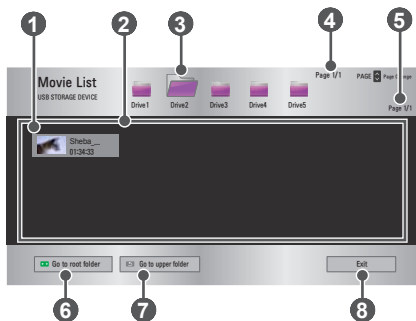 1 2 3 4 5
Page 1/1
PAGE Page Change
Movie List
USB STORAGE DEVICE
Drive1 Drive2 Drive3 Drive4 Drive5
Page 1/1
Sheba_
01:34:33
Go to root folder Go to upper folder Exit
6 7 8